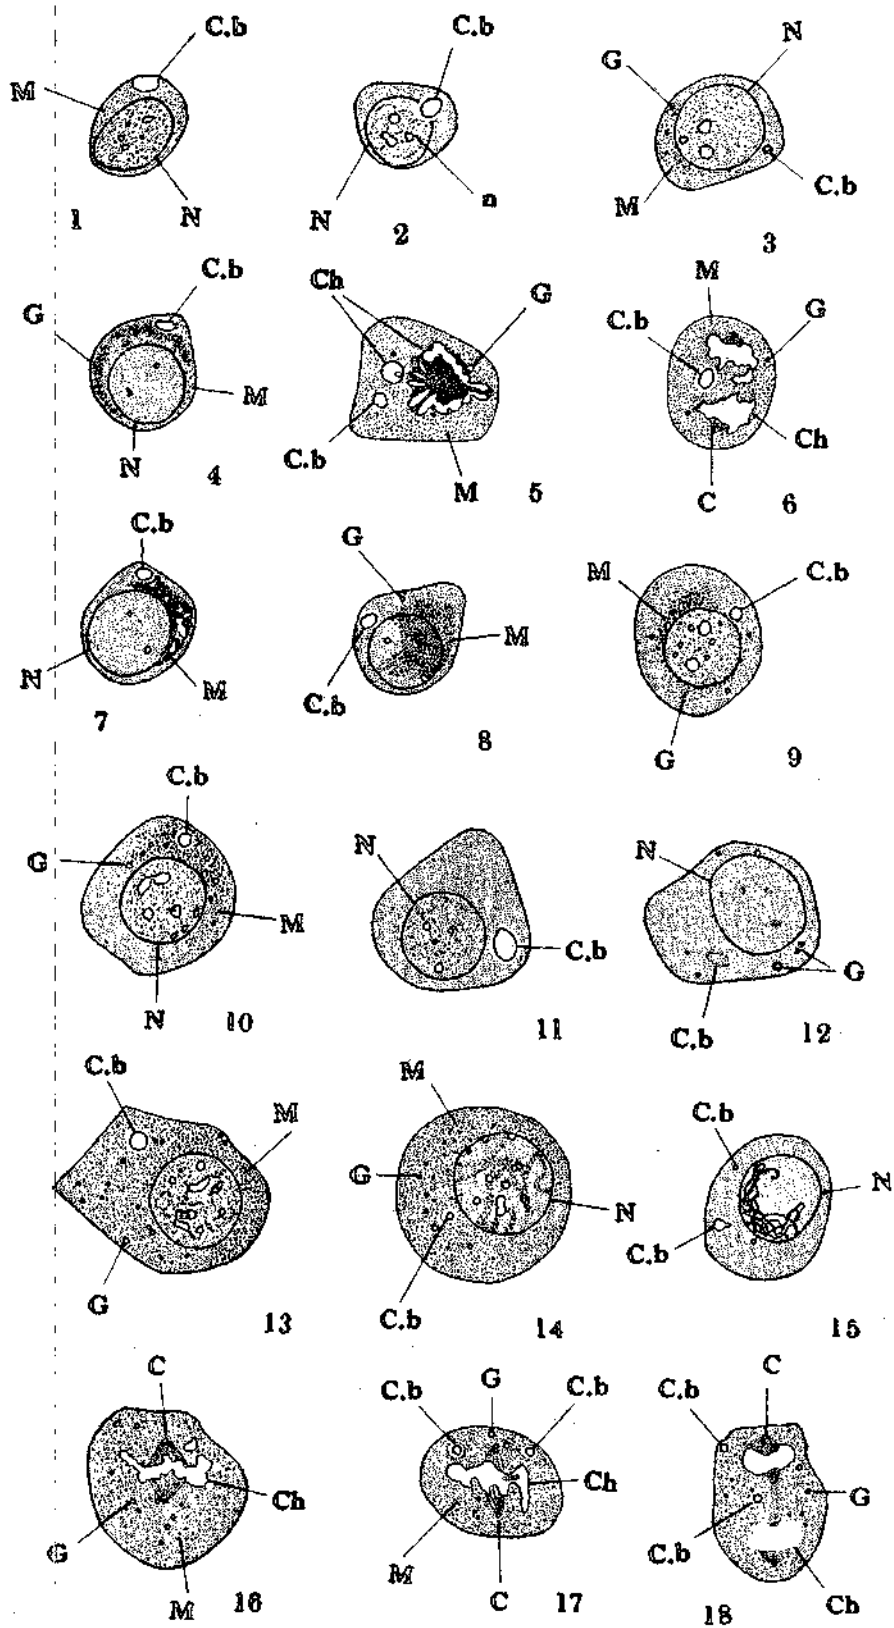 C.b C.b N
M G
C.b
N n M
1 N 2 3
C.b Ch G M
G C.b G
M
C.b Ch
N 4 M 5 C 6
C.b G
M C.b
M
N M C.b
7 8 G 9
C.b
G N N
M C.b G
N 10 11 C.b 12
C.b M M C.b
G N
N C.b
G 13 C.b 14 15
C C.b G C.b C.b C
Ch Ch G
G M C.b
M 16 C 17 18 Ch